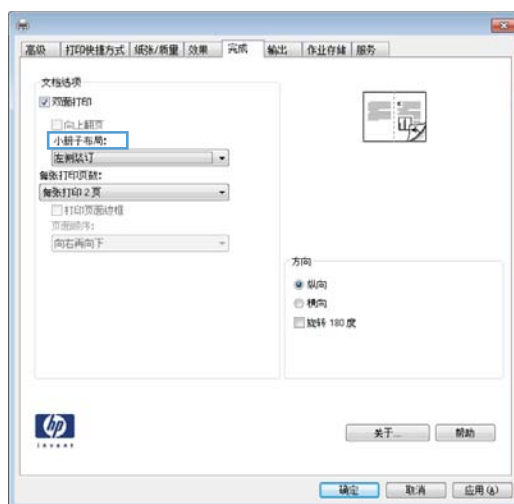 高级 打印快捷方式 纸张/质量 效果 完成 输出 作业存储 服务
文档选项
双面打印
向上翻页
小册子布局:
左侧装订
每张打印页数:
每张打印 2 页
打印页面边框
页面顺序:
向右再向下
方向
纵向
横向
旋转 180 度
hp
invent
关于... 帮助
确定 取消 应用(A)